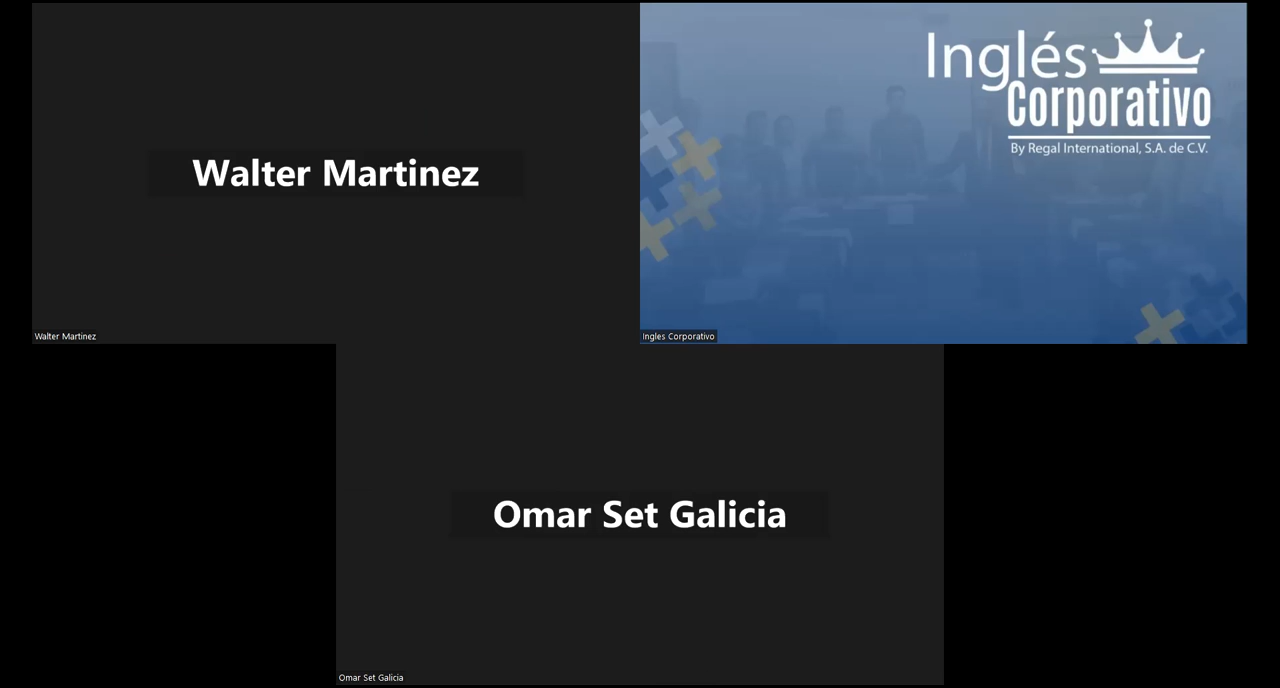 Walter Martinez
Walter Martinez
Inglés
Corporativo
By Regal International, S.A. de C.V.
Ingles Corporativo
Omar Set Galicia
Omar Set Galicia